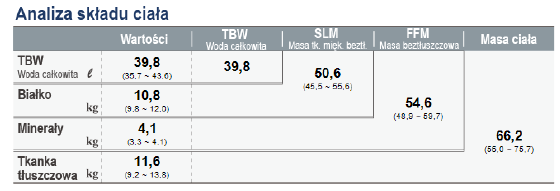 Analiza składu ciała
Wartości
TBW
Woda całkowita
SLM
Masa tk. mięk. beztł.
FFM
Masa beztłuszczowa
Masa ciała
TBW
Woda całkowita ℓ
39,8
(35.7 ~ 43.6)
39,8
50,6
(45,5 ~ 55,6)
54,6
(48,9 ~ 59,7)
66,2
(55,0 ~ 75,7)
Białko
kg
10,8
(9.8 ~ 12.0)
Minerały
kg
4,1
(3.3 ~ 4.1)
Tkanka
tłuszczowa kg
11,6
(9.2 ~ 13.8)